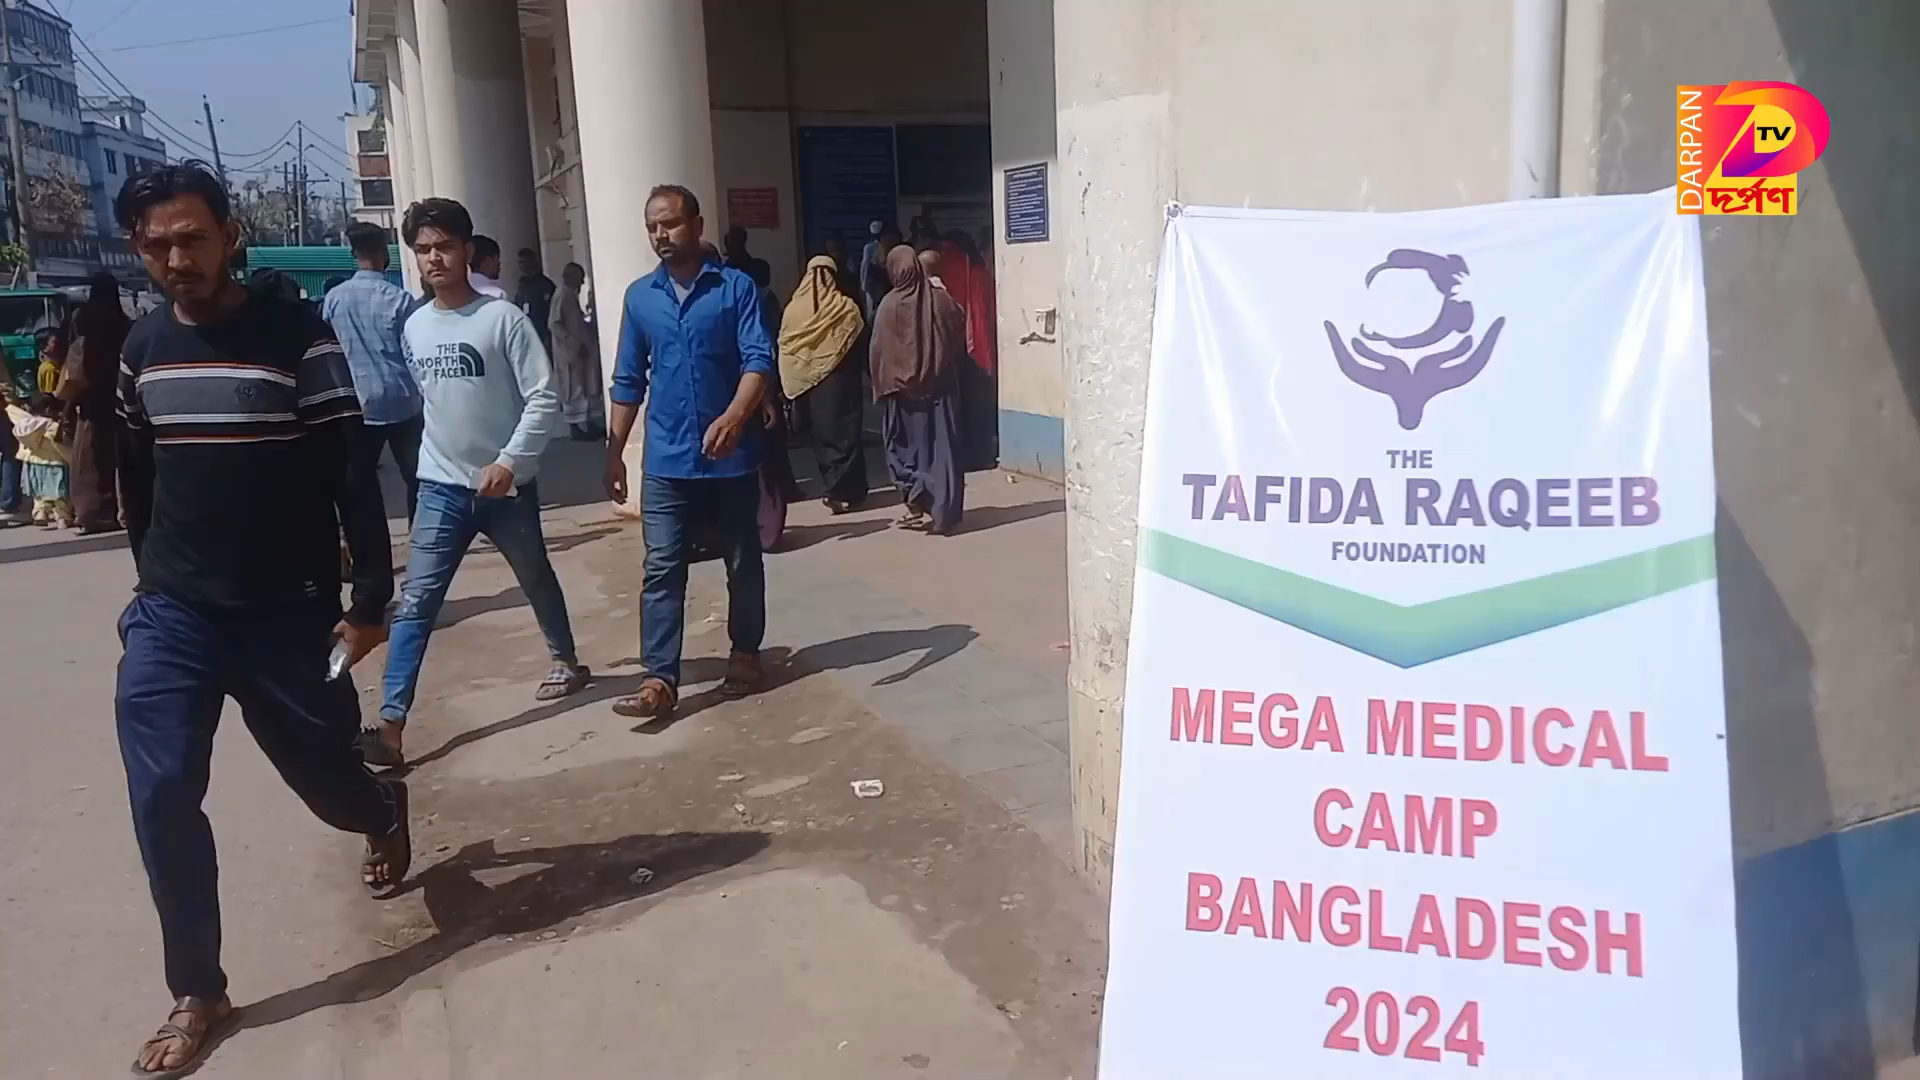 DARPAN
TV
দর্পণ
THE
NORTH
FACE
THE
TAFIDA RAQEEB
FOUNDATION
MEGA MEDICAL
CAMP
BANGLADESH
2024